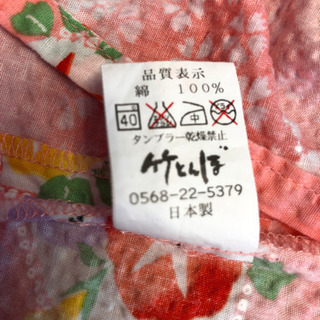 品質表示
綿 100%
40 中
タンブラー乾燥禁止
竹とんぼ
0568-22-5379
日本製